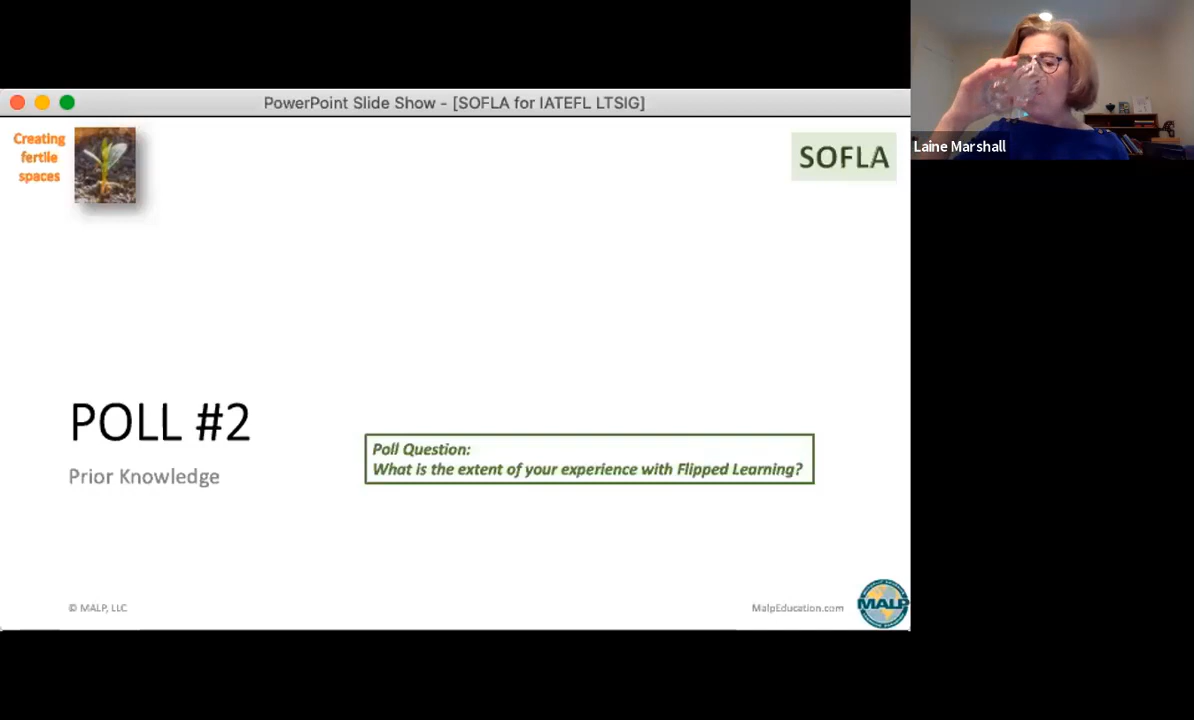 PowerPoint Slide Show - [SOFLA for IATEFL LTSIG]
Creating
fertile
spaces
SOFLA
Laine Marshall
POLL #2
Prior Knowledge
Poll Question:
What is the extent of your experience with Flipped Learning?
© MALP, LLC
MalpEducation.com
MALP